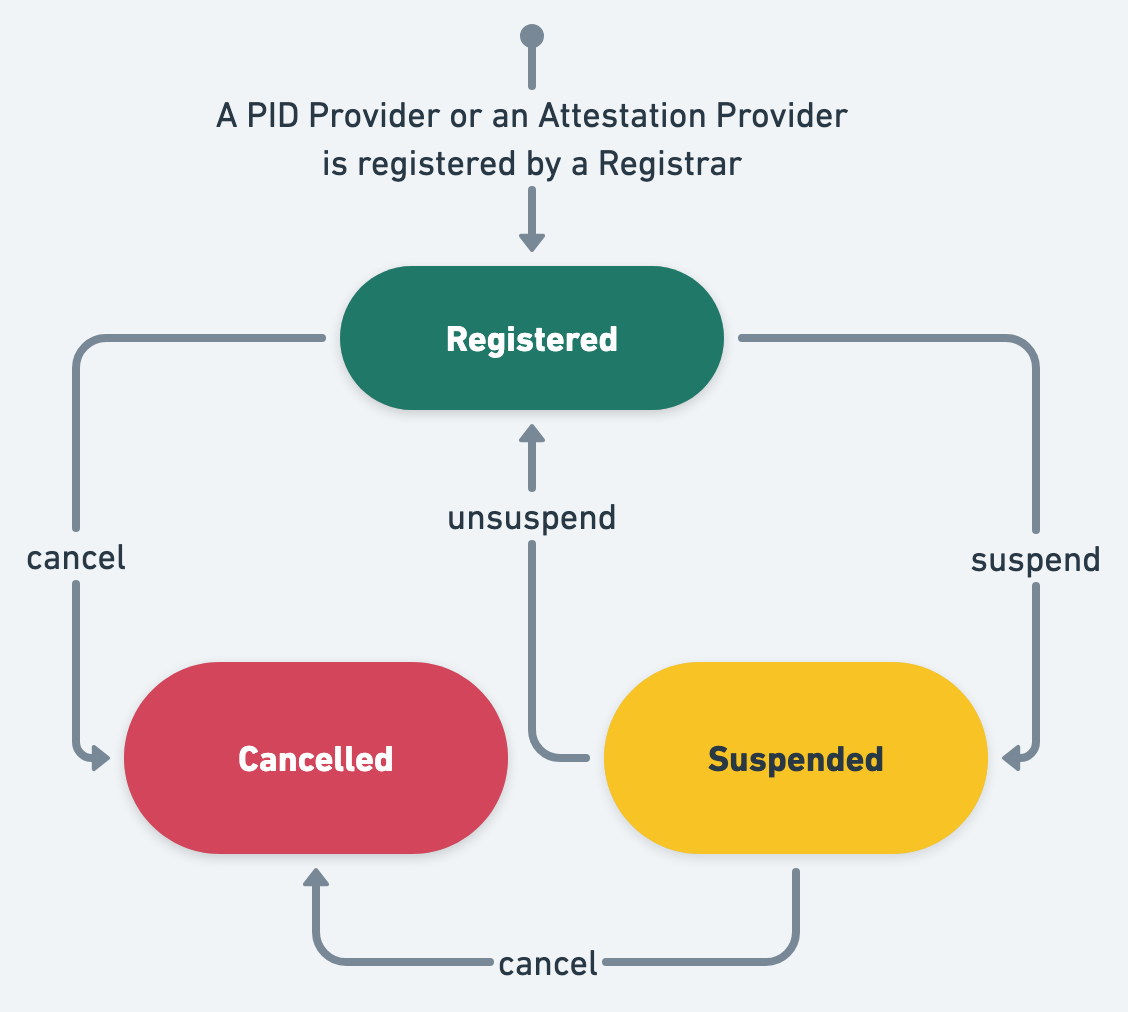 A PID Provider or an Attestation Provider
is registered by a Registrar
Registered
unsuspend
cancel
suspend
Cancelled
Suspended
cancel